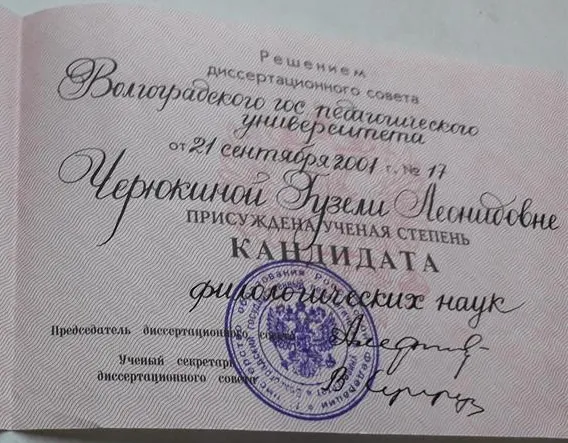 Решением
диссертационного совета
Волгоградского гос. педагогического
университета
от 21 сентября 2001 г. № 17
Черюкиной Гузели Леонидовне
ПРИСУЖДЕНА УЧЕНАЯ СТЕПЕНЬ
КАНДИДАТА
филологических наук
Председатель диссертационного совета
Ученый секретарь
диссертационного совета